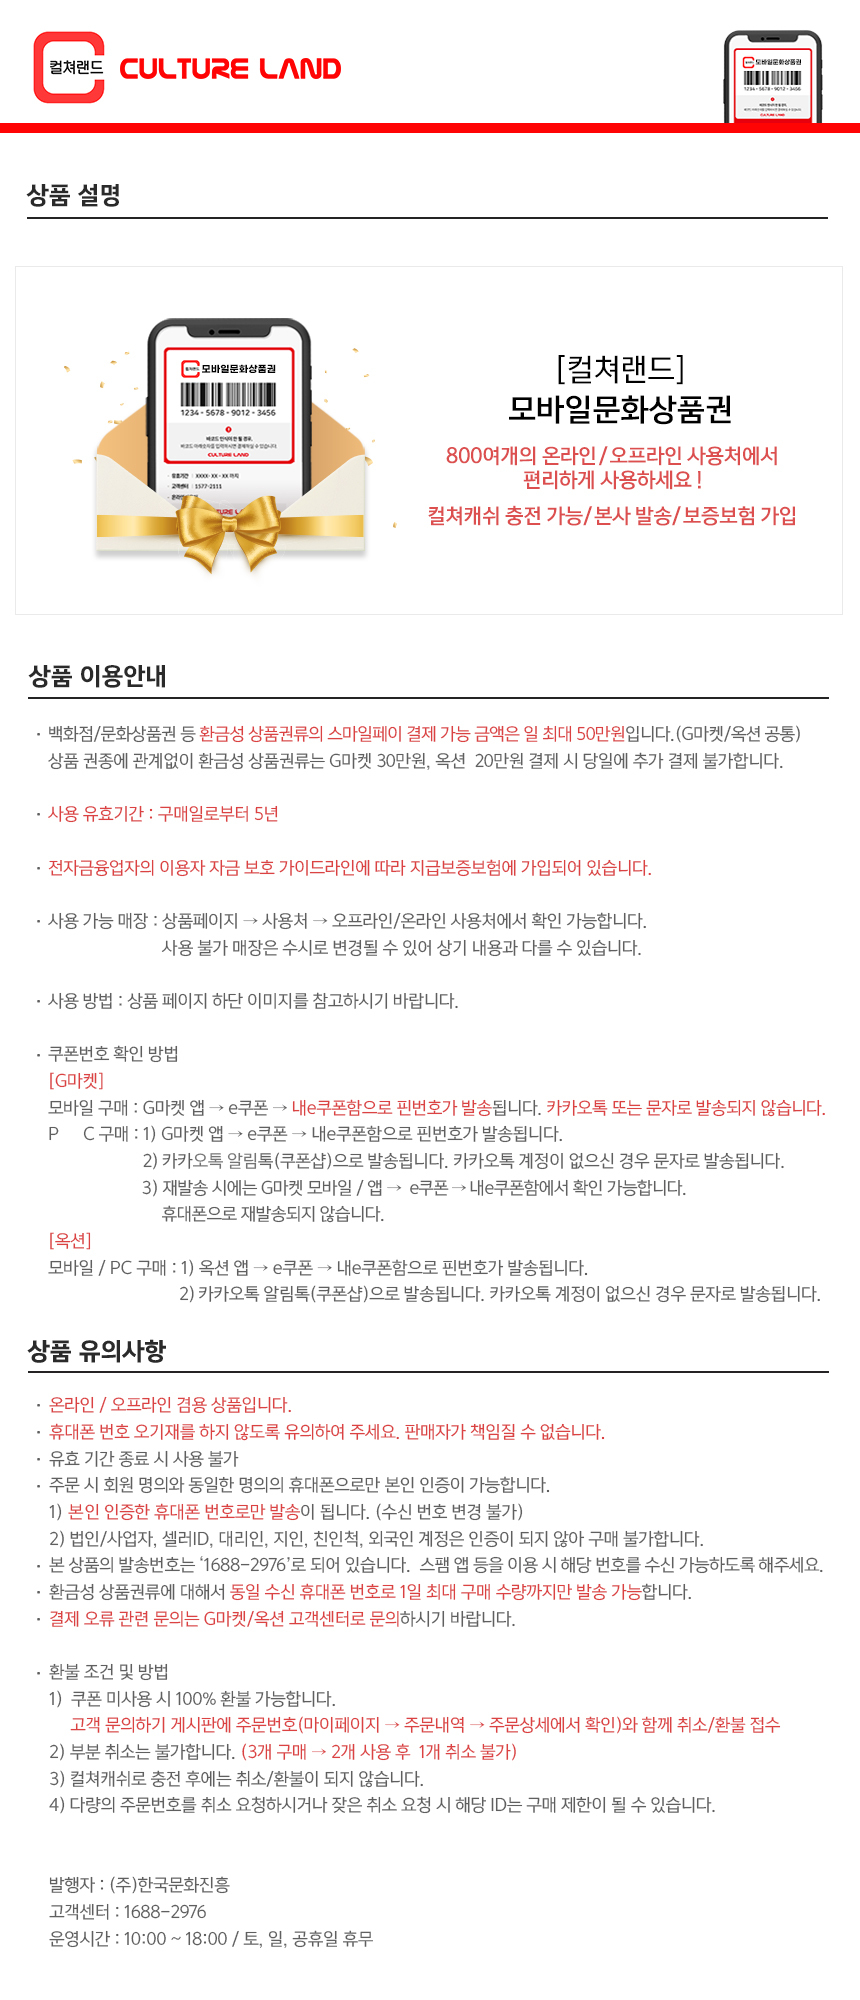 컬쳐랜드 CULTURE LAND
모바일문화상품권
1234 - 5678 - 9012 - 3456
CULTURE LAND
상품 설명
컬쳐랜드 모바일문화상품권
1234 - 5678 - 9012 - 3456
바코드 인식이 안 될 경우,
바코드 아래 숫자를 입력하시면 결제하실 수 있습니다.
CULTURE LAND
· 유효기간 | XXXX- XX - XX 까지
· 고객센터 | 1577-2111
[컬쳐랜드]
모바일문화상품권
800여개의 온라인/오프라인 사용처에서
편리하게 사용하세요!
컬쳐캐쉬 충전 가능/본사 발송/보증보험 가입
상품 이용안내
· 백화점/문화상품권 등 환금성 상품권류의 스마일페이 결제 가능 금액은 일 최대 50만원입니다.(G마켓/옥션 공통)
상품 권종에 관계없이 환금성 상품권류는 G마켓 30만원, 옥션 20만원 결제 시 당일에 추가 결제 불가합니다.
· 사용 유효기간 : 구매일로부터 5년
· 전자금융업자의 이용자 자금 보호 가이드라인에 따라 지급보증보험에 가입되어 있습니다.
· 사용 가능 매장 : 상품페이지 → 사용처 → 오프라인/온라인 사용처에서 확인 가능합니다.
사용 불가 매장은 수시로 변경될 수 있어 상기 내용과 다를 수 있습니다.
· 사용 방법 : 상품 페이지 하단 이미지를 참고하시기 바랍니다.
· 쿠폰번호 확인 방법
[G마켓]
모바일 구매 : G마켓 앱 → e쿠폰 → 내e쿠폰함으로 핀번호가 발송됩니다. 카카오톡 또는 문자로 발송되지 않습니다.
P C 구매 : 1) G마켓 앱 → e쿠폰 → 내e쿠폰함으로 핀번호가 발송됩니다.
2) 카카오톡 알림톡(쿠폰샵)으로 발송됩니다. 카카오톡 계정이 없으신 경우 문자로 발송됩니다.
3) 재발송 시에는 G마켓 모바일 / 앱 → e쿠폰 → 내e쿠폰함에서 확인 가능합니다.
휴대폰으로 재발송되지 않습니다.
[옥션]
모바일 / PC 구매 : 1) 옥션 앱 → e쿠폰 → 내e쿠폰함으로 핀번호가 발송됩니다.
2) 카카오톡 알림톡(쿠폰샵)으로 발송됩니다. 카카오톡 계정이 없으신 경우 문자로 발송됩니다.
상품 유의사항
· 온라인 / 오프라인 겸용 상품입니다.
· 휴대폰 번호 오기재를 하지 않도록 유의하여 주세요. 판매자가 책임질 수 없습니다.
· 유효 기간 종료 시 사용 불가
· 주문 시 회원 명의와 동일한 명의의 휴대폰으로만 본인 인증이 가능합니다.
1) 본인 인증한 휴대폰 번호로만 발송이 됩니다. (수신 번호 변경 불가)
2) 법인/사업자, 셀러ID, 대리인, 지인, 친인척, 외국인 계정은 인증이 되지 않아 구매 불가합니다.
· 본 상품의 발송번호는 ‘1688-2976’로 되어 있습니다. 스팸 앱 등을 이용 시 해당 번호를 수신 가능하도록 해주세요.
· 환금성 상품권류에 대해서 동일 수신 휴대폰 번호로 1일 최대 구매 수량까지만 발송 가능합니다.
· 결제 오류 관련 문의는 G마켓/옥션 고객센터로 문의하시기 바랍니다.
· 환불 조건 및 방법
1) 쿠폰 미사용 시 100% 환불 가능합니다.
고객 문의하기 게시판에 주문번호(마이페이지 → 주문내역 → 주문상세에서 확인)와 함께 취소/환불 접수
2) 부분 취소는 불가합니다. (3개 구매 → 2개 사용 후 1개 취소 불가)
3) 컬쳐캐쉬로 충전 후에는 취소/환불이 되지 않습니다.
4) 다량의 주문번호를 취소 요청하시거나 잦은 취소 요청 시 해당 ID는 구매 제한이 될 수 있습니다.
발행자 : (주)한국문화진흥
고객센터 : 1688-2976
운영시간 : 10:00 ~ 18:00 / 토, 일, 공휴일 휴무